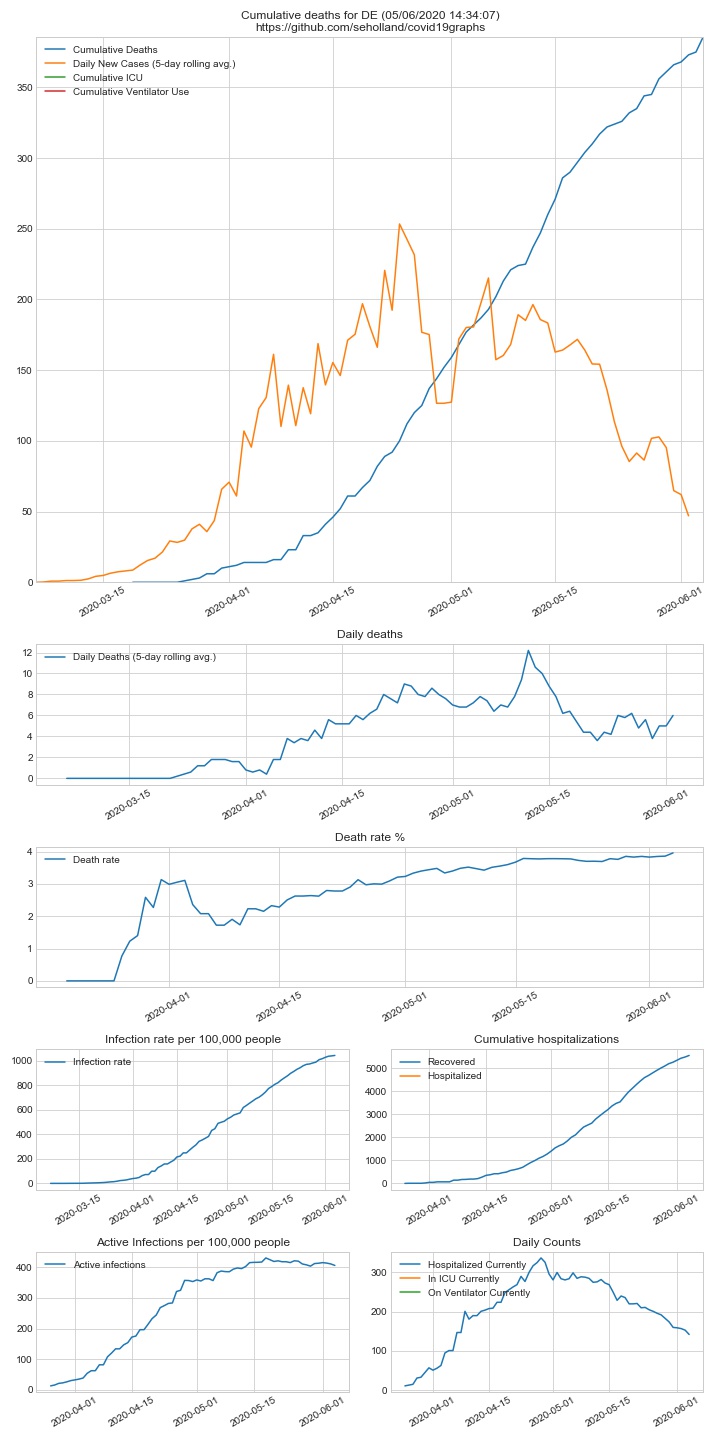 Cumulative deaths for DE (05/06/2020 14:34:07)
https://github.com/seholland/covid19graphs
Cumulative Deaths
Daily New Cases (5-day rolling avg.)
Cumulative ICU
Cumulative Ventilator Use
350
300
250
200
150
100
50
0
2020-03-15 2020-04-01 2020-04-15 2020-05-01 2020-05-15 2020-06-01
Daily deaths
Daily Deaths (5-day rolling avg.)
12
10
8
6
4
2
0
2020-03-15 2020-04-01 2020-04-15 2020-05-01 2020-05-15 2020-06-01
Death rate %
Death rate
4
3
2
1
0
2020-04-01 2020-04-15 2020-05-01 2020-05-15 2020-06-01
Infection rate per 100,000 people
Infection rate
1000
800
600
400
200
0
2020-03-15 2020-04-01 2020-04-15 2020-05-01 2020-05-15 2020-06-01
Cumulative hospitalizations
Recovered
Hospitalized
5000
4000
3000
2000
1000
0
2020-04-01 2020-04-15 2020-05-01 2020-05-15 2020-06-01
Active Infections per 100,000 people
Active infections
400
300
200
100
0
2020-04-01 2020-04-15 2020-05-01 2020-05-15 2020-06-01
Daily Counts
Hospitalized Currently
In ICU Currently
On Ventilator Currently
300
200
100
0
2020-04-01 2020-04-15 2020-05-01 2020-05-15 2020-06-01